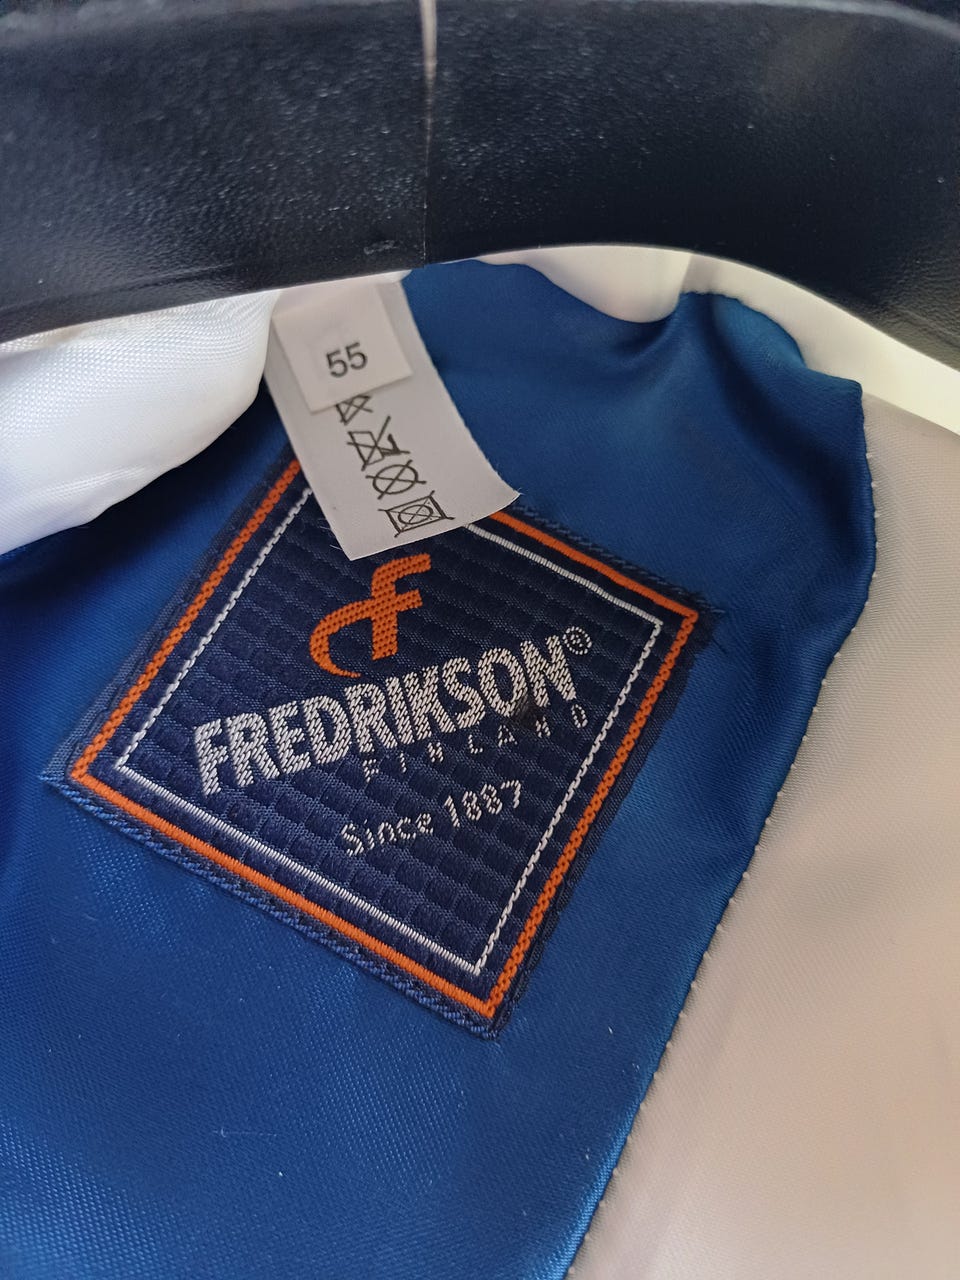 55
F
FREDRIKSON®
FINLAND
Since 1887